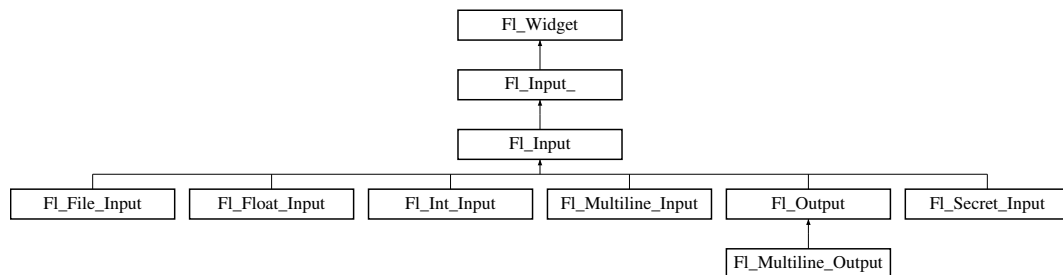 Fl_Widget
Fl_Input_
Fl_Input
Fl_File_Input
Fl_Float_Input
Fl_Int_Input
Fl_Multiline_Input
Fl_Output
Fl_Secret_Input
Fl_Multiline_Output